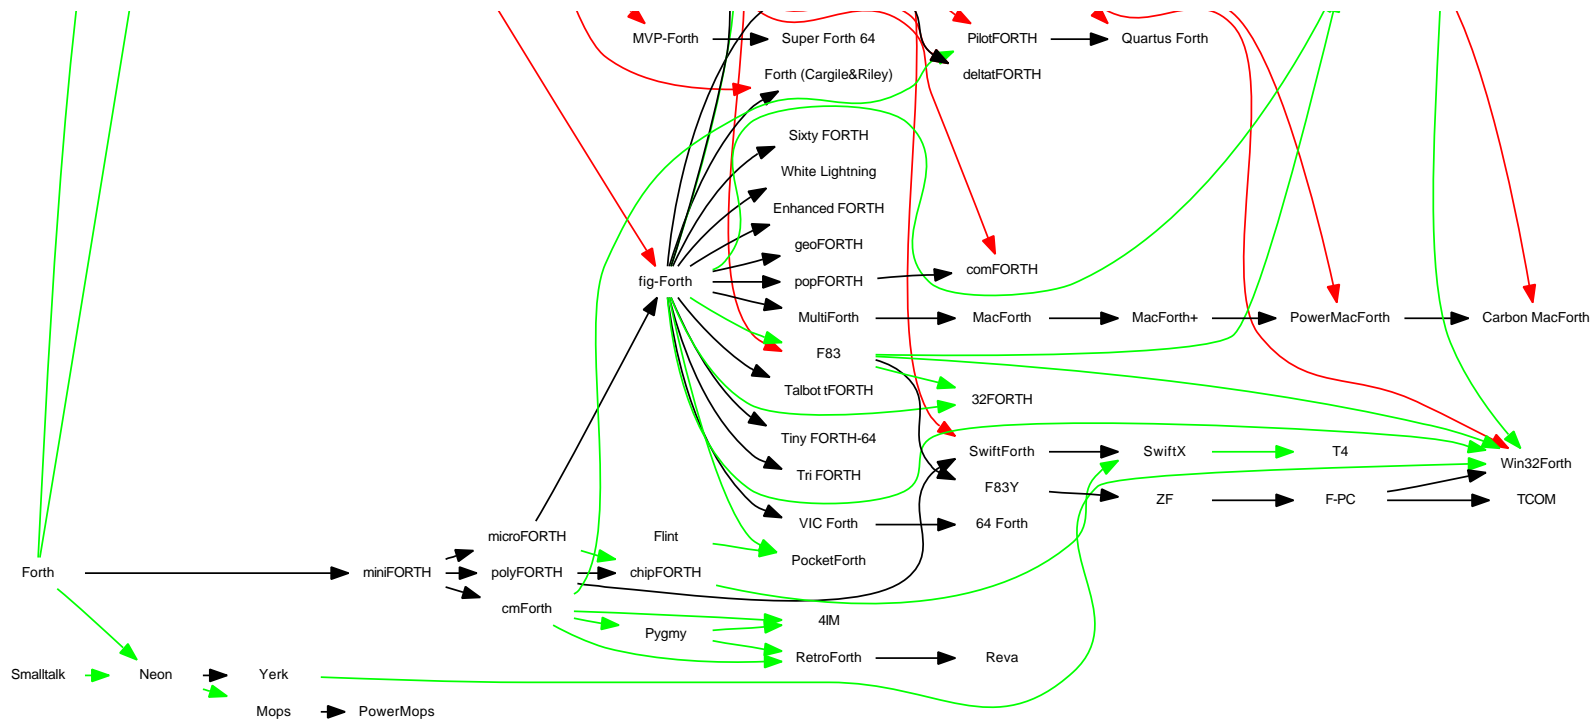 MVP-Forth
Super Forth 64
PilotFORTH
Quartus Forth
Forth (Cargile&Riley)
deltatFORTH
Sixty FORTH
White Lightning
Enhanced FORTH
geoFORTH
comFORTH
fig-Forth
popFORTH
MultiForth
MacForth
MacForth+
PowerMacForth
Carbon MacForth
F83
Talbot tFORTH
32FORTH
Tiny FORTH-64
SwiftForth
SwiftX
T4
Win32Forth
Tri FORTH
F83Y
ZF
F-PC
TCOM
VIC Forth
64 Forth
microFORTH
Flint
PocketForth
Forth
miniFORTH
polyFORTH
chipFORTH
cmForth
4IM
Pygmy
RetroForth
Reva
Smalltalk
Neon
Yerk
Mops
PowerMops